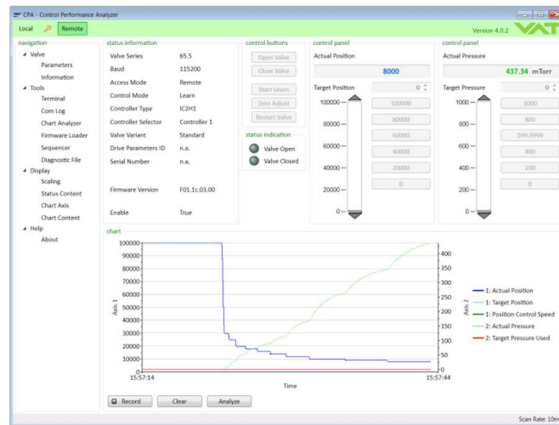 CPA - Control Performance Analyzer
Local Remote Version 4.0.2 VAT
navigation
Valve
Parameters
Information
Tools
Terminal
Com Log
Chart Analyzer
Firmware Loader
Sequencer
Diagnostic File
Display
Scaling
Status Content
Chart Axis
Chart Content
Help
About
status information
Valve Series 65.5
Baud 115200
Access Mode Remote
Control Mode Learn
Controller Type IC2H1
Controller Selector Controller 1
Valve Variant Standard
Drive Parameters ID n.a.
Serial Number n.a.
Firmware Version F01.1c.03.00
Enable True
control buttons
Open Valve
Close Valve
Start Learn
Zero Adjust
Restart Valve
status indication
Valve Open
Valve Closed
control panel
Actual Position
8000
Target Position 0
100000 100000
80000 80000
60000 60000
40000 40000
20000 20000
0 0
control panel
Actual Pressure
437.34 mTorr
Target Pressure 0
1000 1000
800 800
600 599.9999
400 400
200 200
0 0
chart
100000
90000
80000
70000
60000
50000
40000
30000
20000
10000
0
Axis 1
400
350
300
250
200
150
100
50
0
Axis 2
15:57:14 15:57:44
Time
1: Actual Position
1: Target Position
1: Position Control Speed
2: Actual Pressure
2: Target Pressure Used
Record Clear Analyze